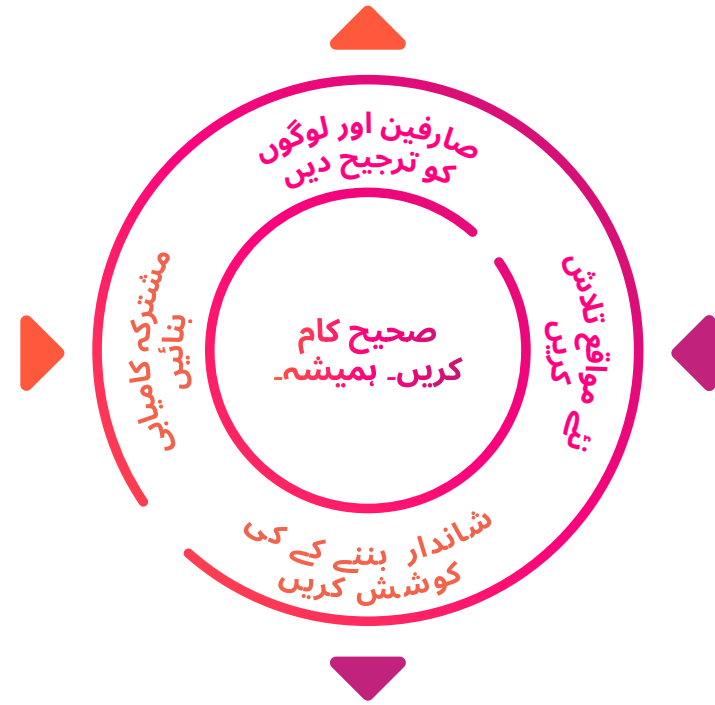 صارفین اور لوگوں
کو ترجیح دیں
نئے مواقع تلاش
کریں
شاندار بننے کے کی
کوشش کریں
مشترکہ کامیابی
بنائیں
صحیح کام
کریں۔ ہمیشہ۔